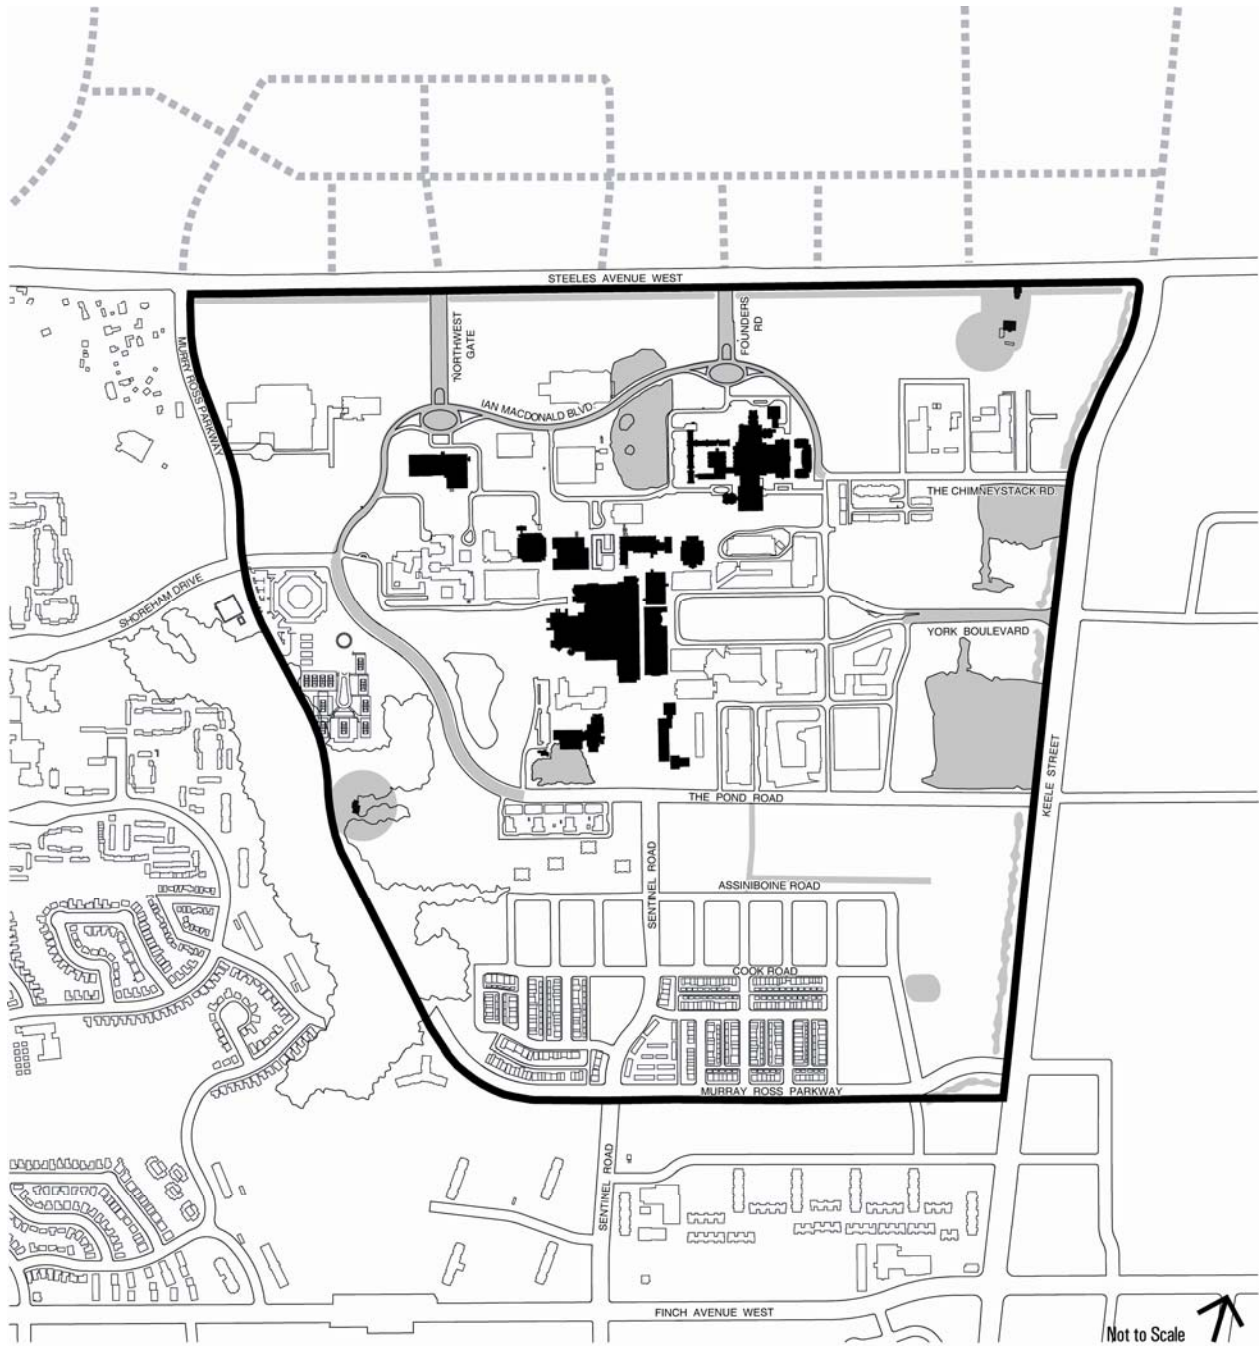 STEELES AVENUE WEST
NORTHWEST
GATE
FOUNDERS
RD
MURRY ROSS PARKWAY
IAN MACDONALD BLVD.
THE CHIMNEYSTACK RD.
SHOREHAM DRIVE
YORK BOULEVARD
KEELE STREET
THE POND ROAD
SENTINEL ROAD
ASSINIBOINE ROAD
COOK ROAD
MURRAY ROSS PARKWAY
SENTINEL ROAD
FINCH AVENUE WEST
Not to Scale